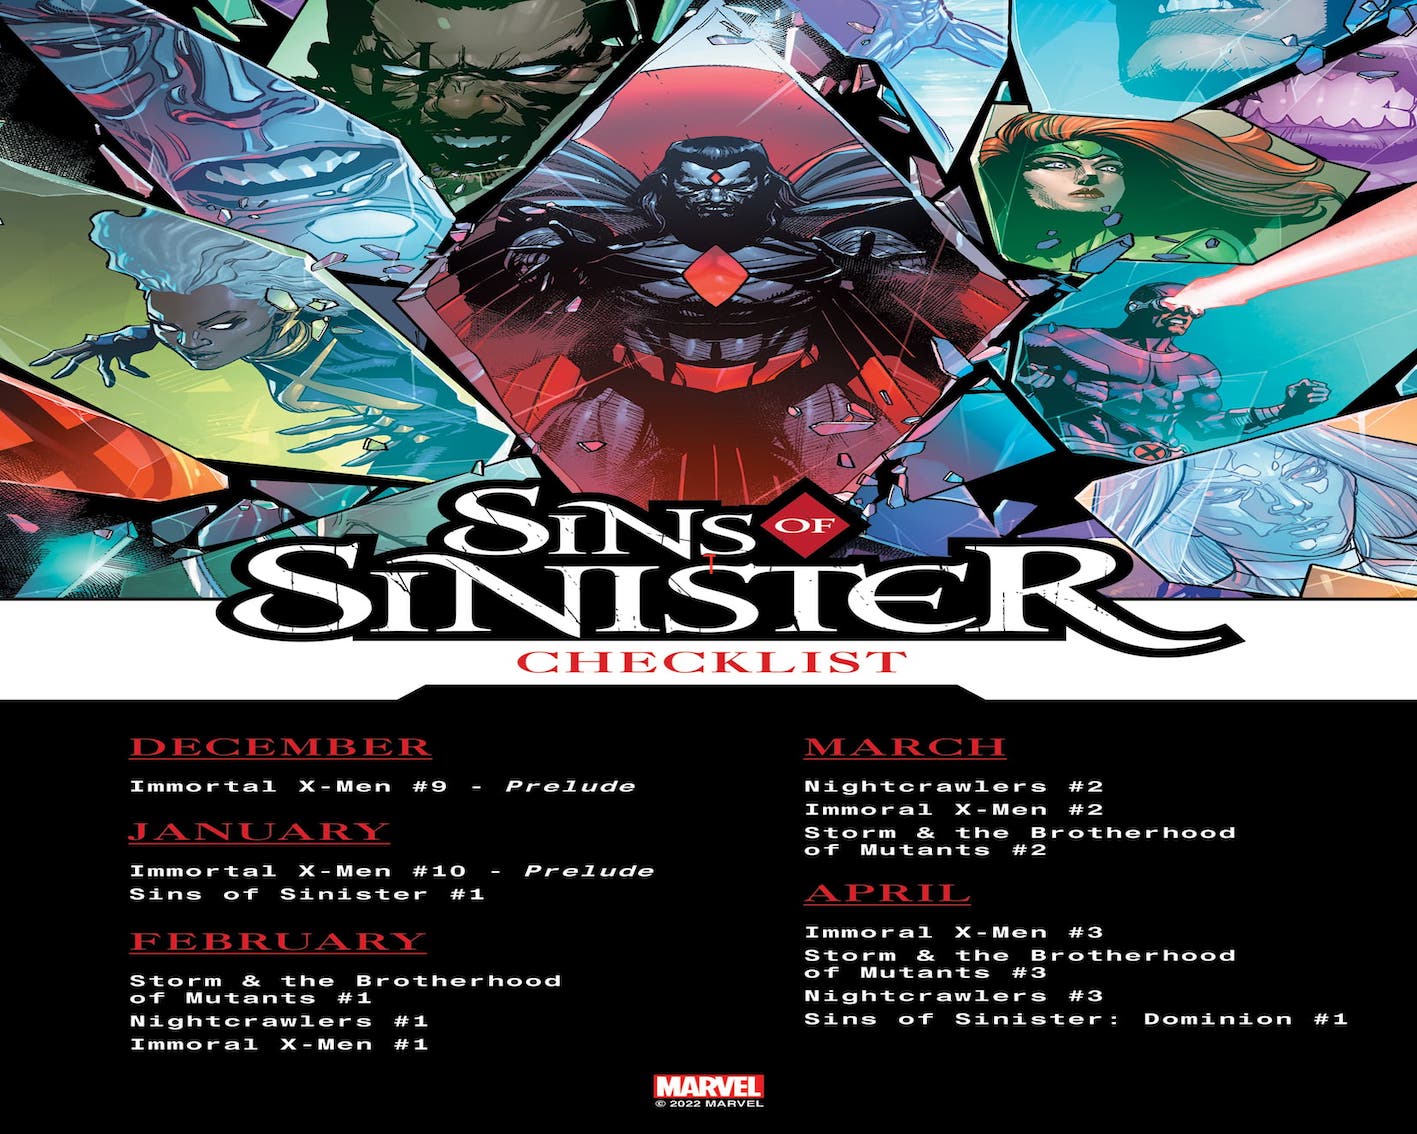 SINS OF
SINISTER
CHECKLIST
DECEMBER
Immortal X-Men #9 - Prelude
JANUARY
Immortal X-Men #10 - Prelude
Sins of Sinister #1
FEBRUARY
Storm & the Brotherhood
of Mutants #1
Nightcrawlers #1
Immoral X-Men #1
MARCH
Nightcrawlers #2
Immoral X-Men #2
Storm & the Brotherhood
of Mutants #2
APRIL
Immoral X-Men #3
Storm & the Brotherhood
of Mutants #3
Nightcrawlers #3
Sins of Sinister: Dominion #1
MARVEL
© 2022 MARVEL